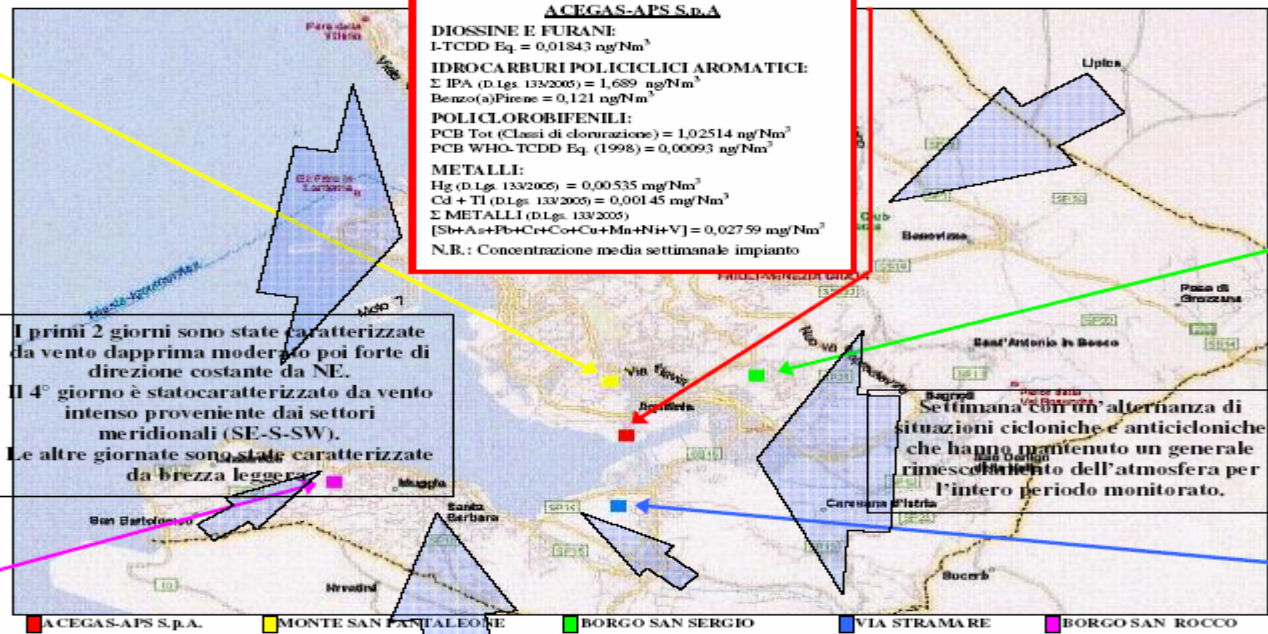 ACEGAS-APS S.p.A
DIOSSINE E FURANI:
I-TCDD Eq. = 0,01843 ng/Nm³
IDROCARBURI POLICICLICI AROMATICI:
Σ IPA (D.Lgs. 133/2005) = 1,689 ng/Nm³
Benzo(a)Pirene = 0,121 ng/Nm³
POLICLOROBIFENILI:
PCB Tot (Classi di clorurazione) = 1,02514 ng/Nm³
PCB WHO-TCDD Eq. (1998) = 0,00093 ng/Nm³
METALLI:
Hg (D.Lgs. 133/2005) = 0,00535 mg/Nm³
Cd + Tl (D.Lgs. 133/2005) = 0,00145 mg/Nm³
Σ METALLI (D.Lgs. 133/2005)
[Sb+As+Pb+Cr+Co+Cu+Mn+Ni+V] = 0,02759 mg/Nm³
N.B.: Concentrazione media settimanale impianto
Lipica
Club
Basovizza
Pese di
Grozzana
Molo 7
Sant'Antonio in Bosco
I primi 2 giorni sono state caratterizzate
da vento dapprima moderato poi forte di
direzione costante da NE.
Il 4° giorno è statocaratterizzato da vento
intenso proveniente dai settori
meridionali (SE-S-SW).
Le altre giornate sono state caratterizzate
da brezza leggera
Settimana con un'alternanza di
situazioni cicloniche e anticicloniche
che hanno mantenuto un generale
rimescolamento dell'atmosfera per
l'intero periodo monitorato.
Muggia
Santa
Barbara
San Bartolomeo
Caresana d'Istria
ACEGAS-APS S.p.A.
MONTE SAN PANTALEONE
BORGO SAN SERGIO
VIA STRAMARE
BORGO SAN ROCCO